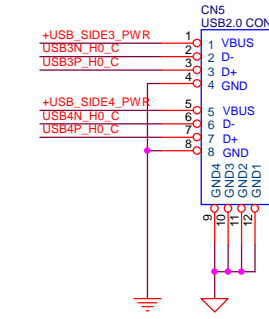 CN5
USB2.0 CON
+USB_SIDE3_PWR 1 1 VBUS
USB3N_H0_C 2 2 D-
USB3P_H0_C 3 3 D+
4 4 GND
+USB_SIDE4_PWR 5 5 VBUS
USB4N_H0_C 6 6 D-
USB4P_H0_C 7 7 D+
8 8 GND
GND4 GND3 GND2 GND1
9 10 11 12